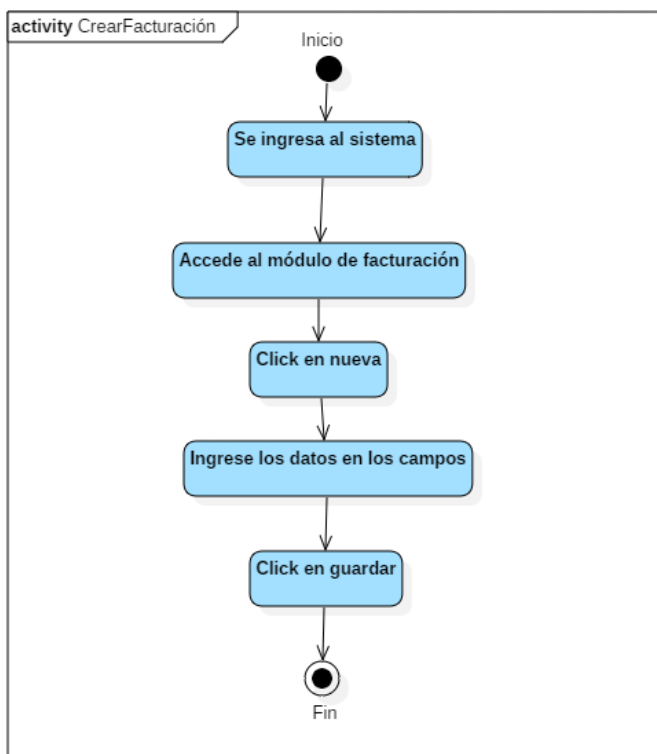 activity CrearFacturación
Inicio
Se ingresa al sistema
Accede al módulo de facturación
Click en nueva
Ingrese los datos en los campos
Click en guardar
Fin